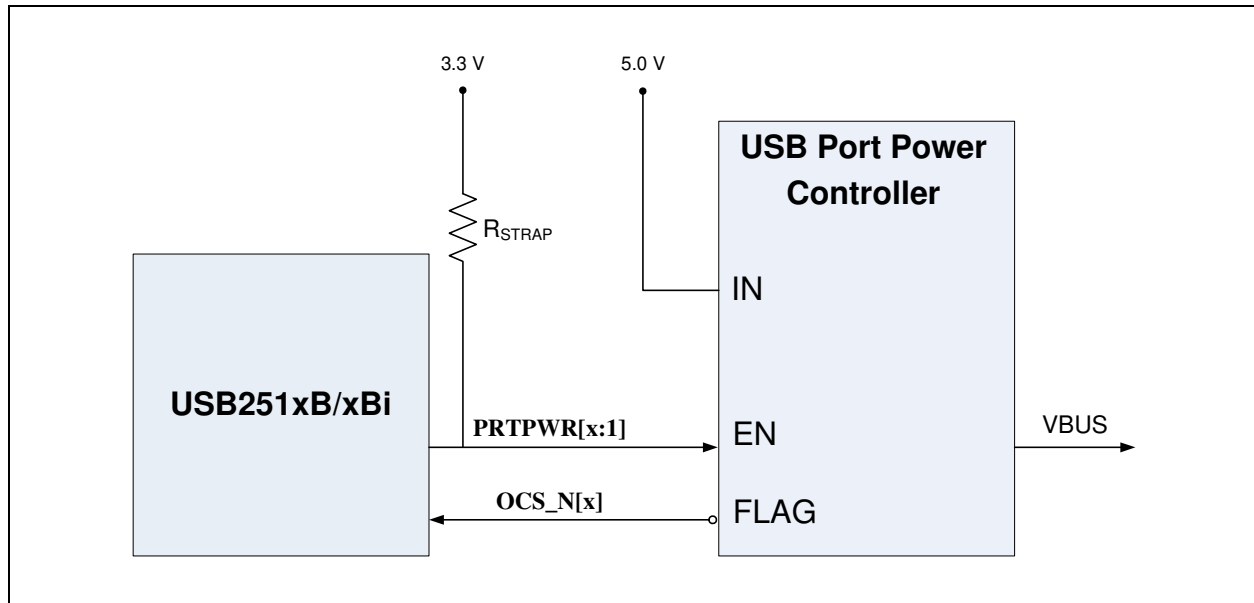 3.3 V
5.0 V
USB Port Power
Controller
RSTRAP
IN
USB251xB/xBi
PRTPWR[x:1]
EN
VBUS
OCS_N[x]
FLAG